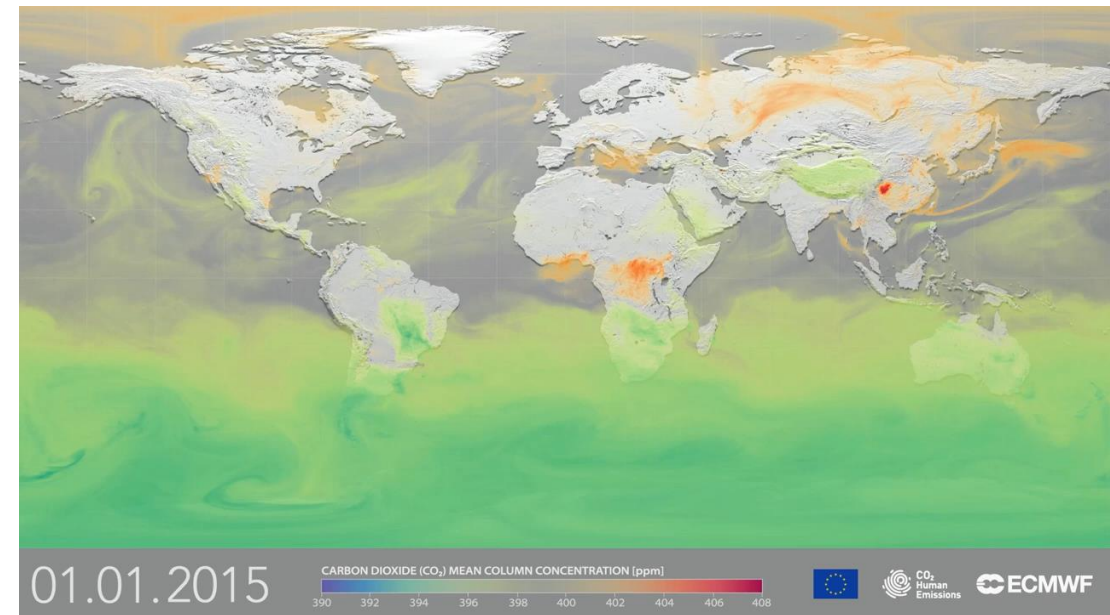 01.01.2015
CARBON DIOXIDE (CO₂) MEAN COLUMN CONCENTRATION [ppm]
390 392 394 396 398 400 402 404 406 408
CO₂
Human
Emissions
ECMWF